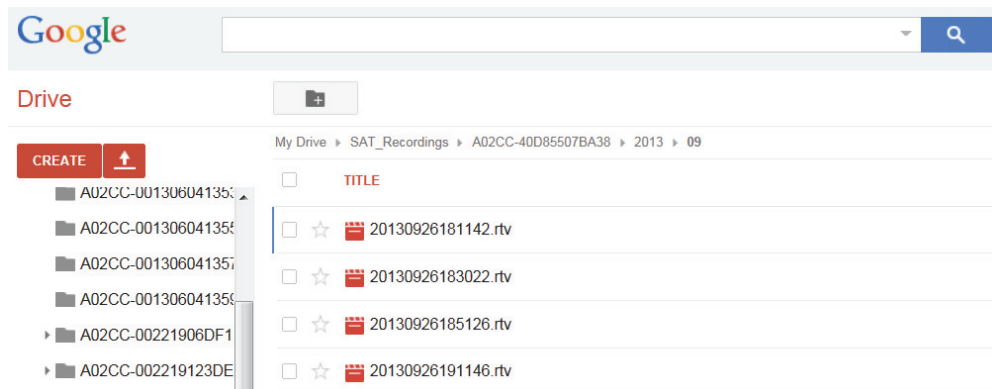 Google
Drive
My Drive ▸ SAT_Recordings ▸ A02CC-40D85507BA38 ▸ 2013 ▸ 09
CREATE
TITLE
A02CC-00130604135
20130926181142.rtv
A02CC-00130604135
A02CC-00130604135
20130926183022.rtv
A02CC-001306041359
20130926185126.rtv
A02CC-00221906DF1
A02CC-002219123DE
20130926191146.rtv